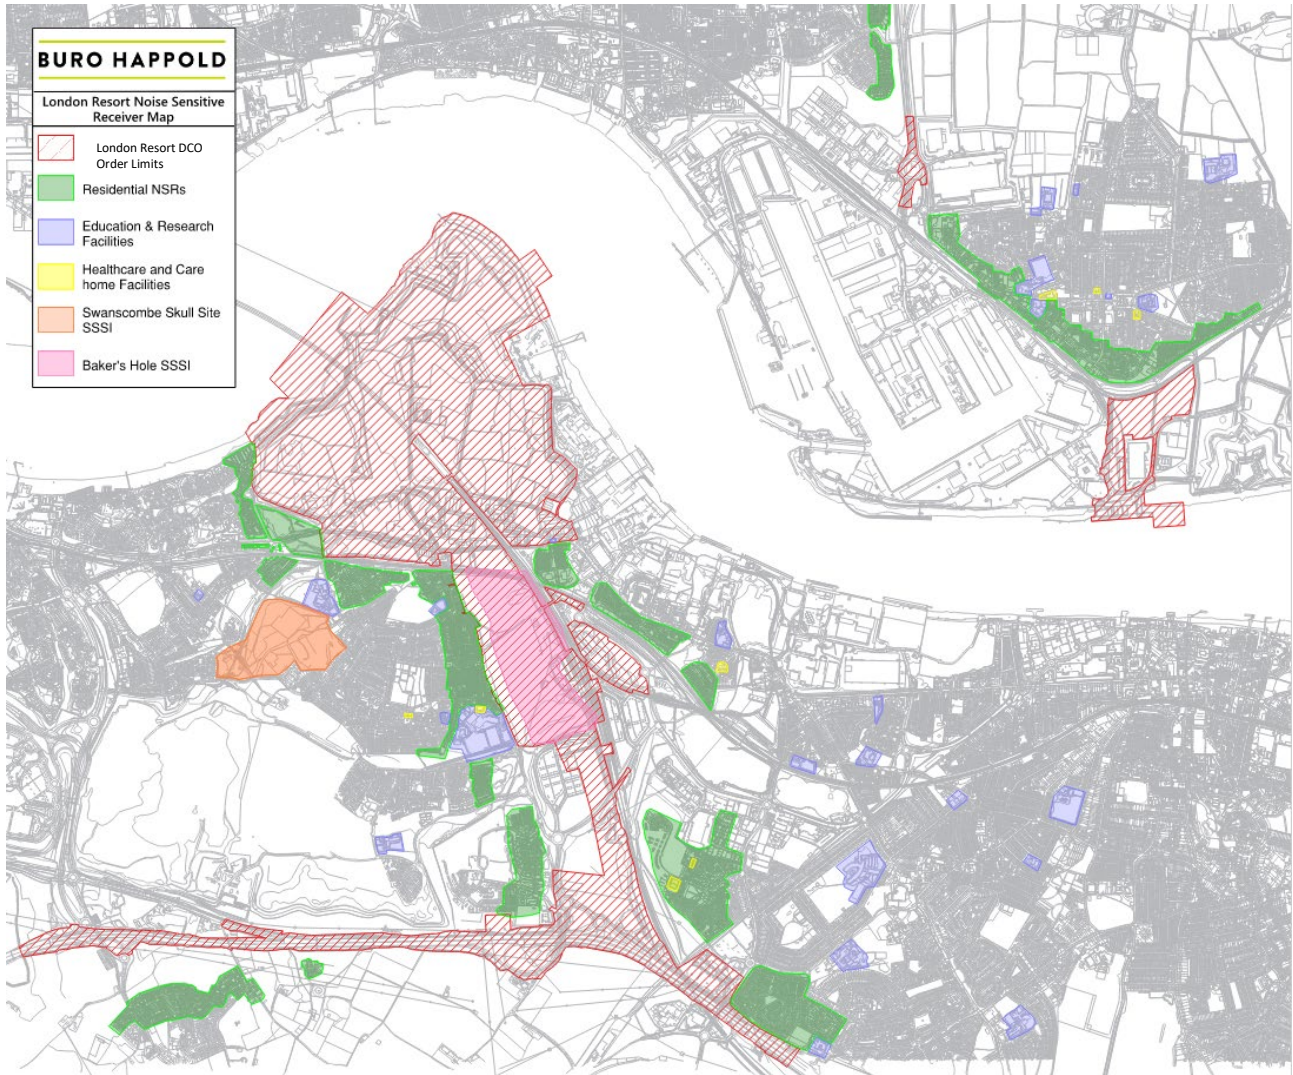 BURO HAPPOLD
London Resort Noise Sensitive
Receiver Map
London Resort DCO
Order Limits
Residential NSRs
Education & Research
Facilities
Healthcare and Care
home Facilities
Swanscombe Skull Site
SSSI
Baker's Hole SSSI